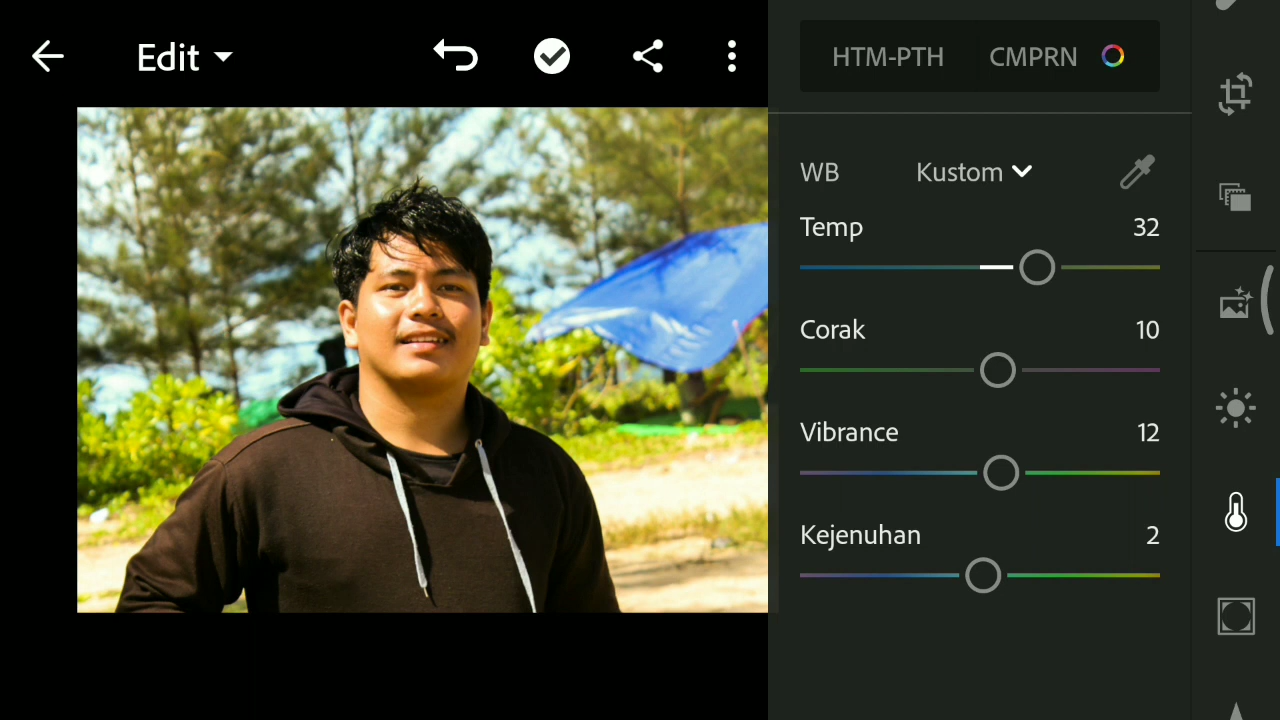 Edit
HTM-PTH CMPRN
WB Kustom
Temp 32
Corak 10
Vibrance 12
Kejenuhan 2